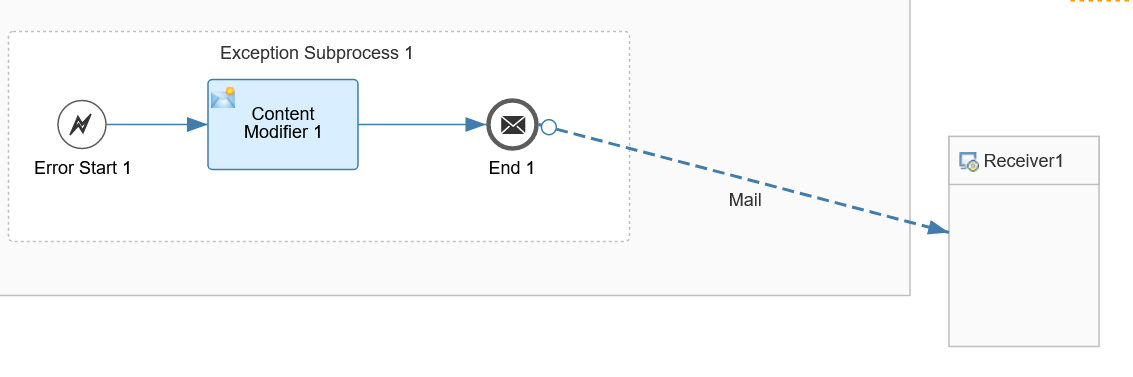 Exception Subprocess 1
Content
Modifier 1
Error Start 1
End 1
Mail
Receiver1